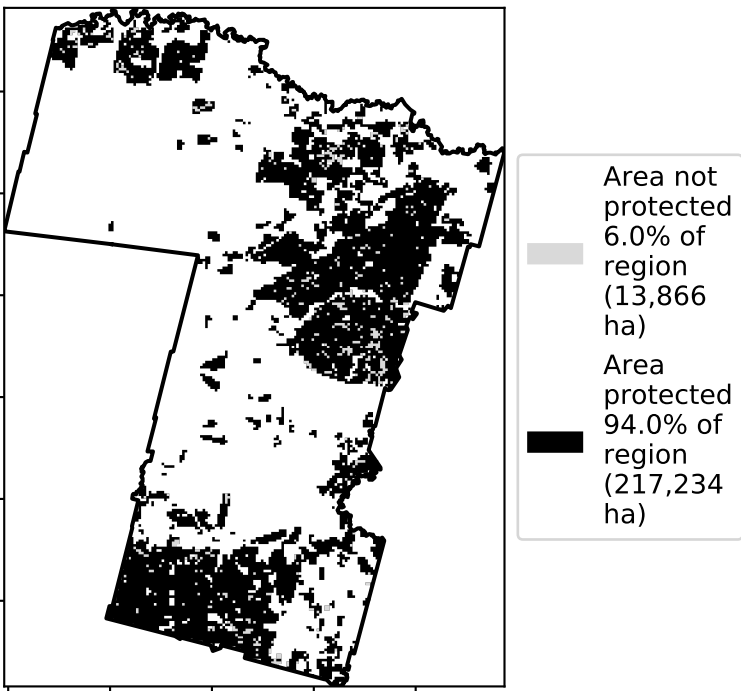 Area not
protected
6.0% of
region
(13,866
ha)
Area
protected
94.0% of
region
(217,234
ha)